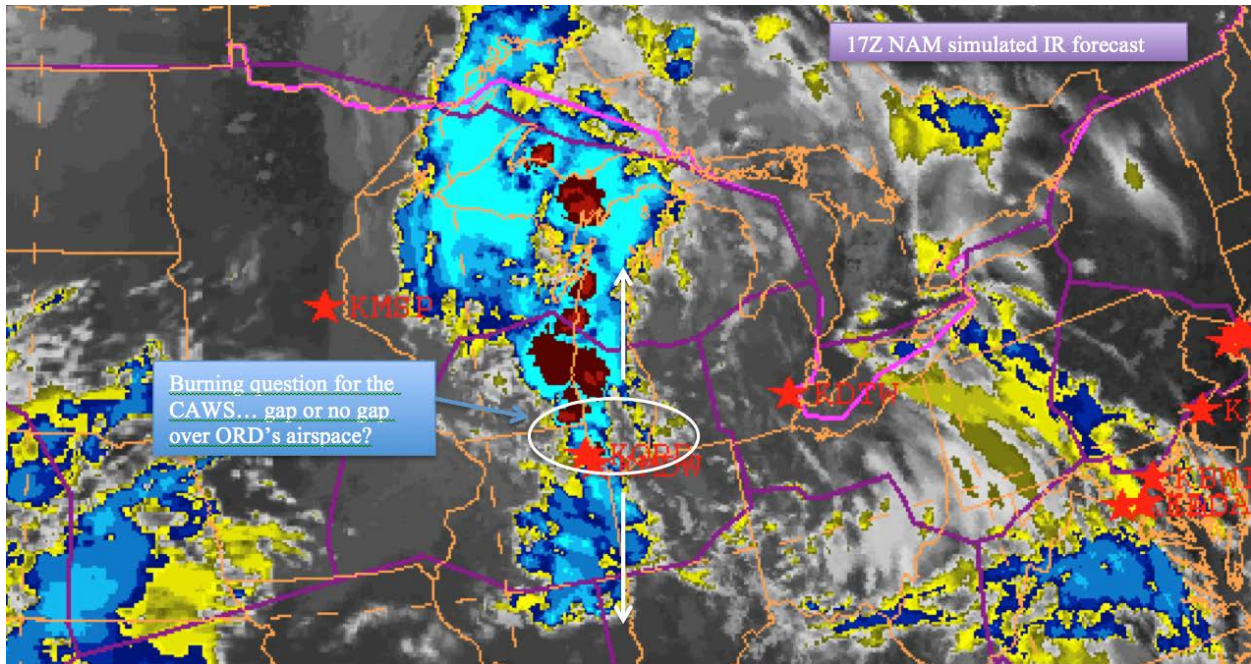 17Z NAM simulated IR forecast
KMSP
Burning question for the
CAWS... gap or no gap
over ORD's airspace?
KDTW